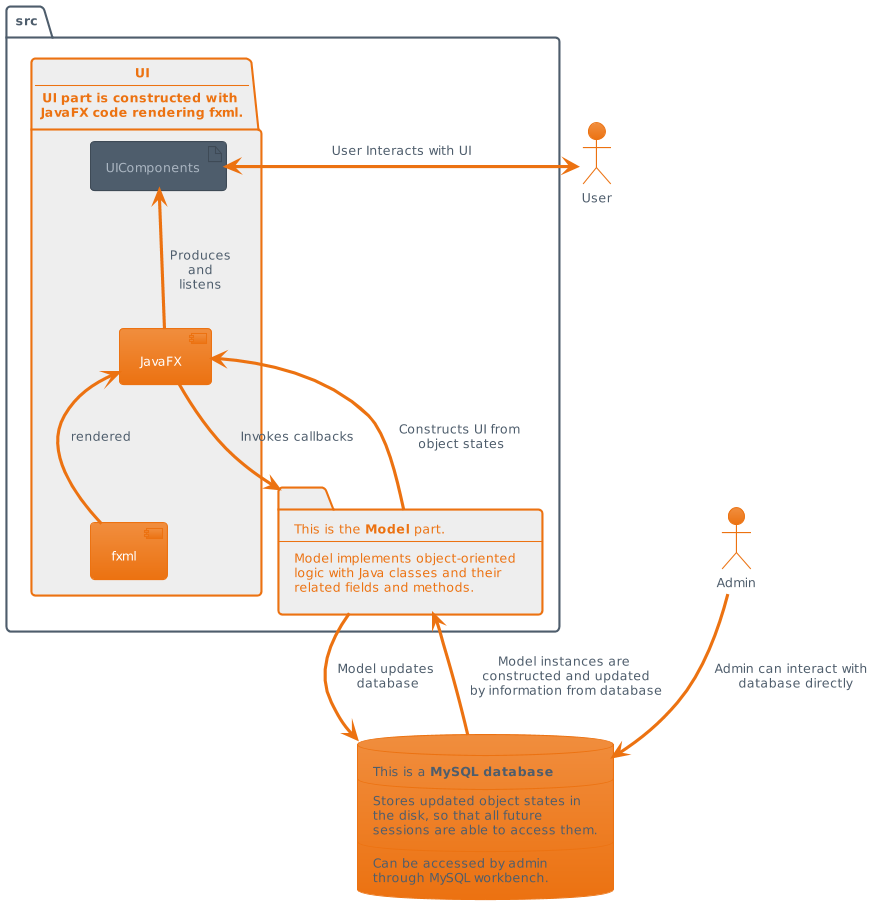 src
UI
UI part is constructed with
JavaFX code rendering fxml.
UIComponents
User Interacts with UI
User
Produces
and
listens
JavaFX
rendered
Invokes callbacks
Constructs UI from
object states
fxml
This is the Model part.
Model implements object-oriented
logic with Java classes and their
related fields and methods.
Admin
Model updates
database
Model instances are
constructed and updated
by information from database
Admin can interact with
database directly
This is a MySQL database
Stores updated object states in
the disk, so that all future
sessions are able to access them.
Can be accessed by admin
through MySQL workbench.